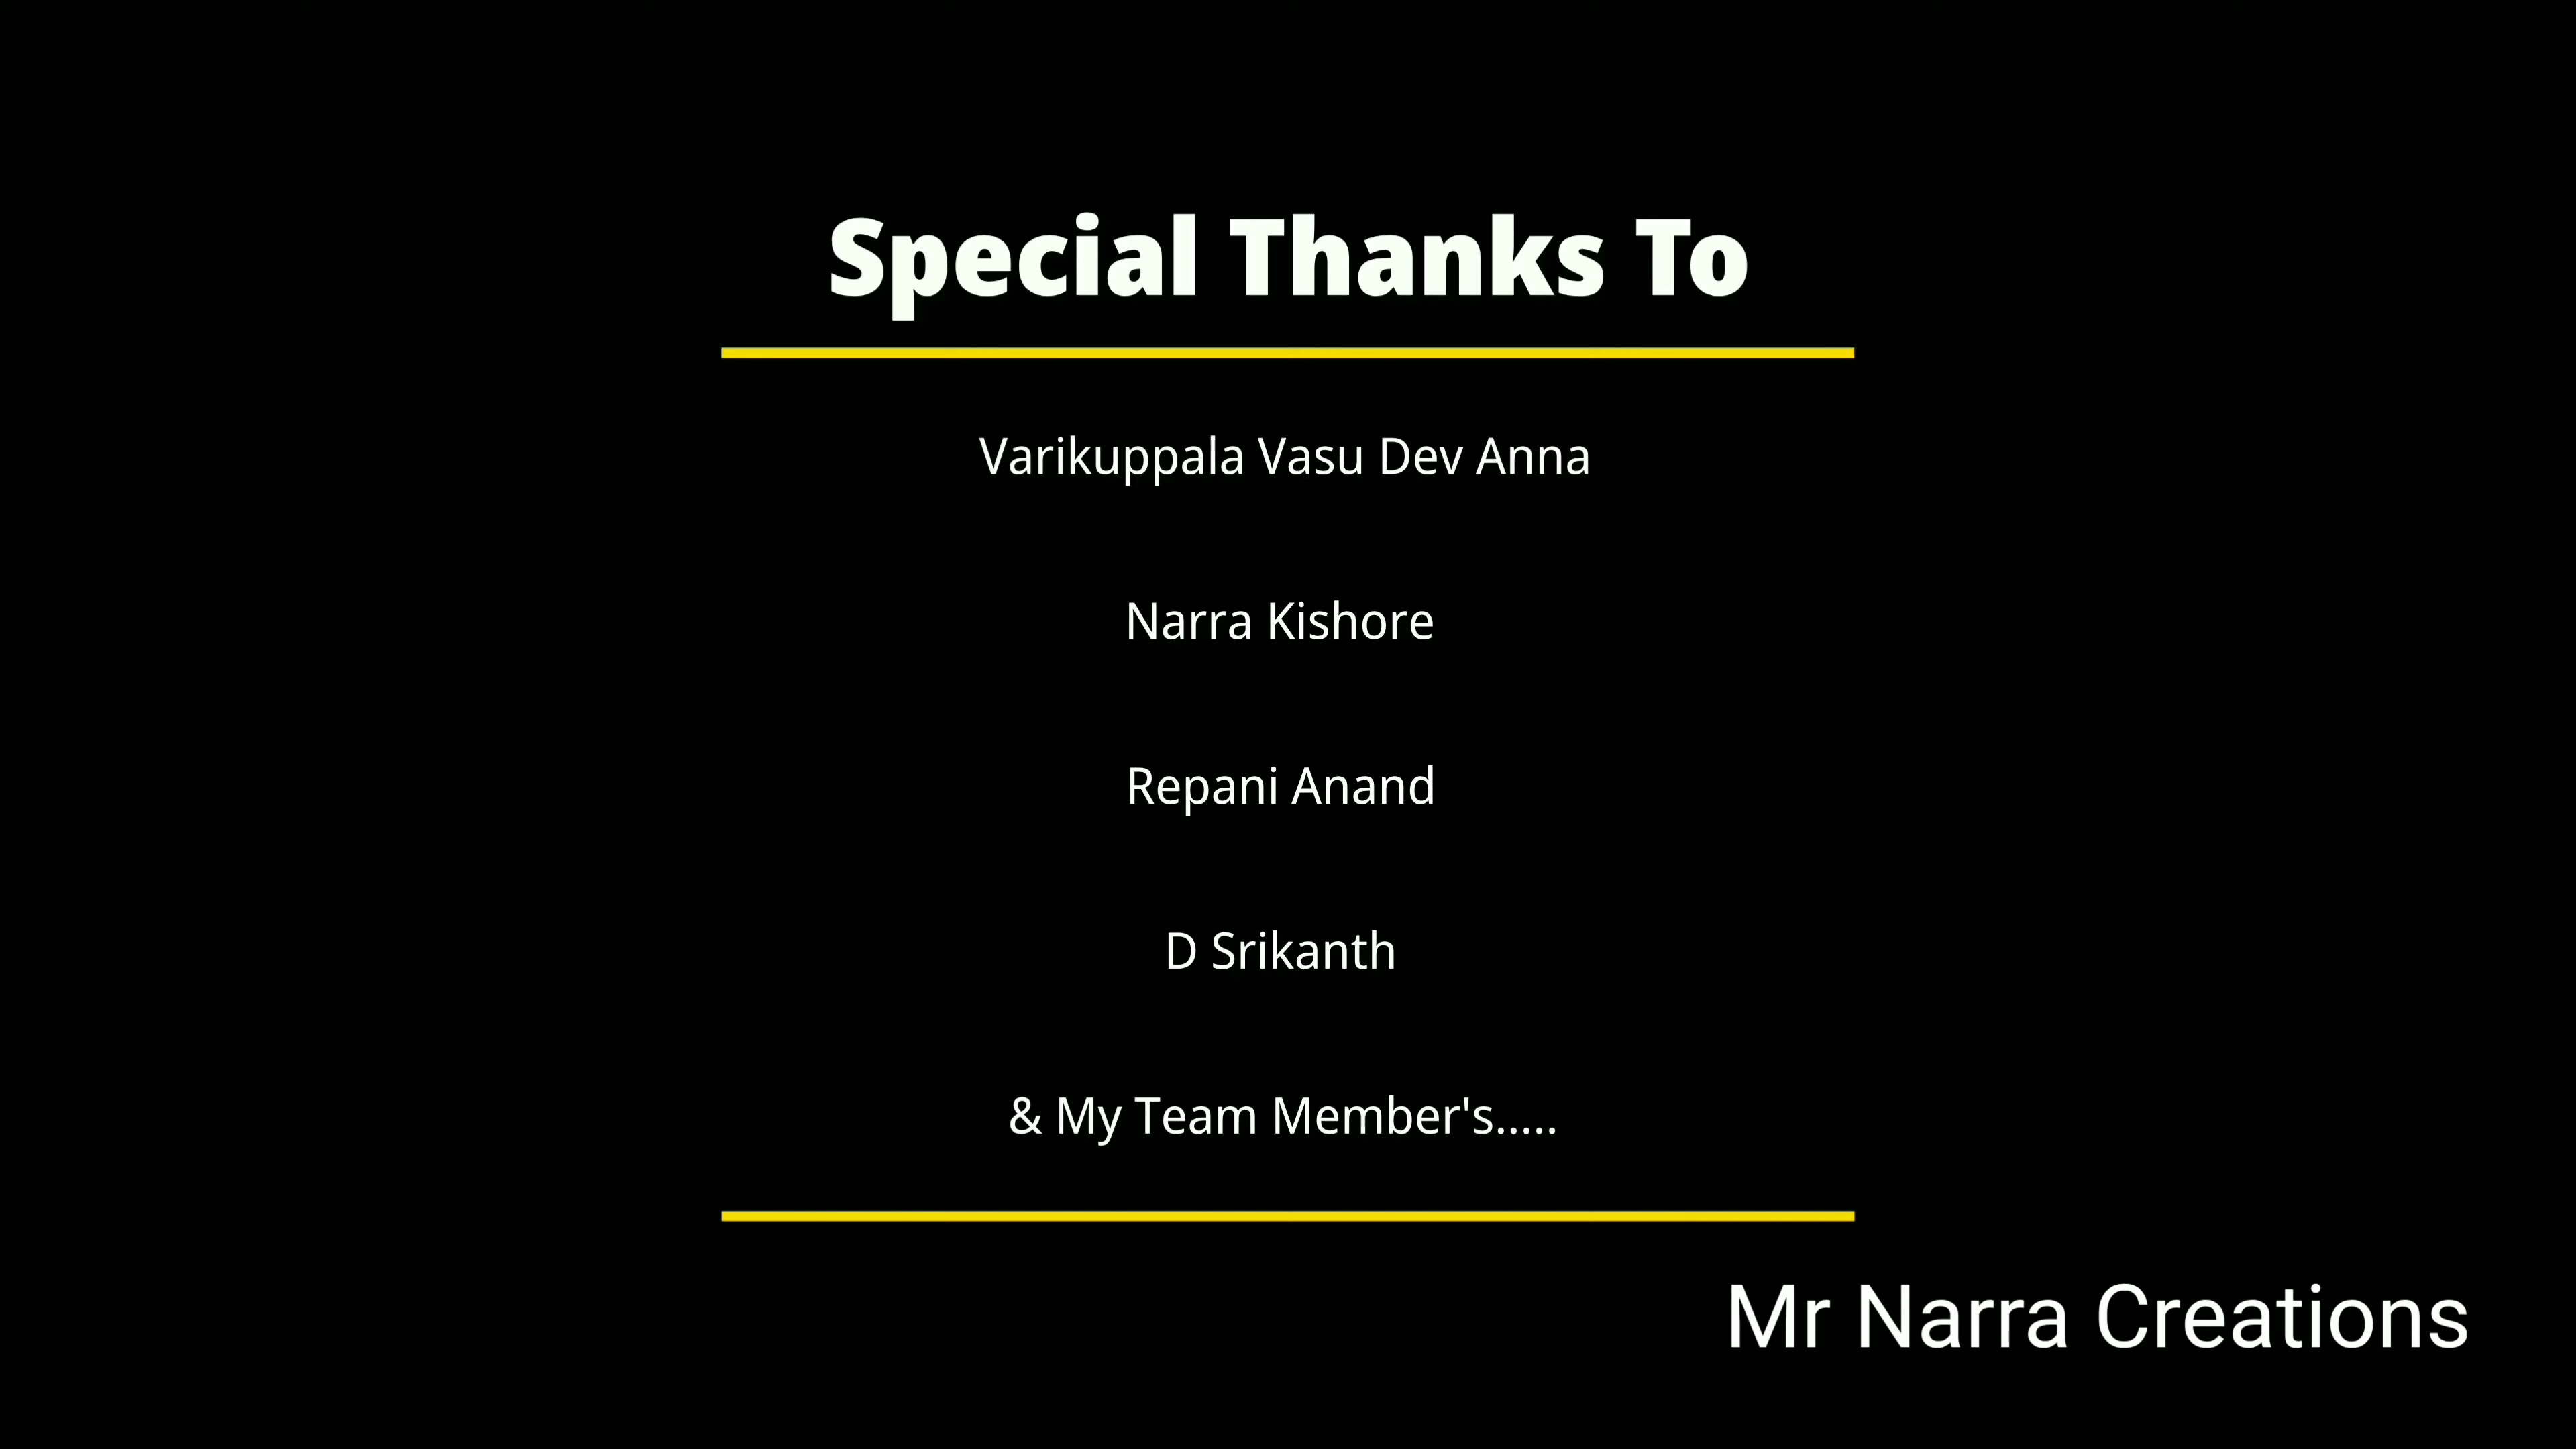 Special Thanks To
Varikuppala Vasu Dev Anna
Narra Kishore
Repani Anand
D Srikanth
& My Team Member's.....
Mr Narra Creations